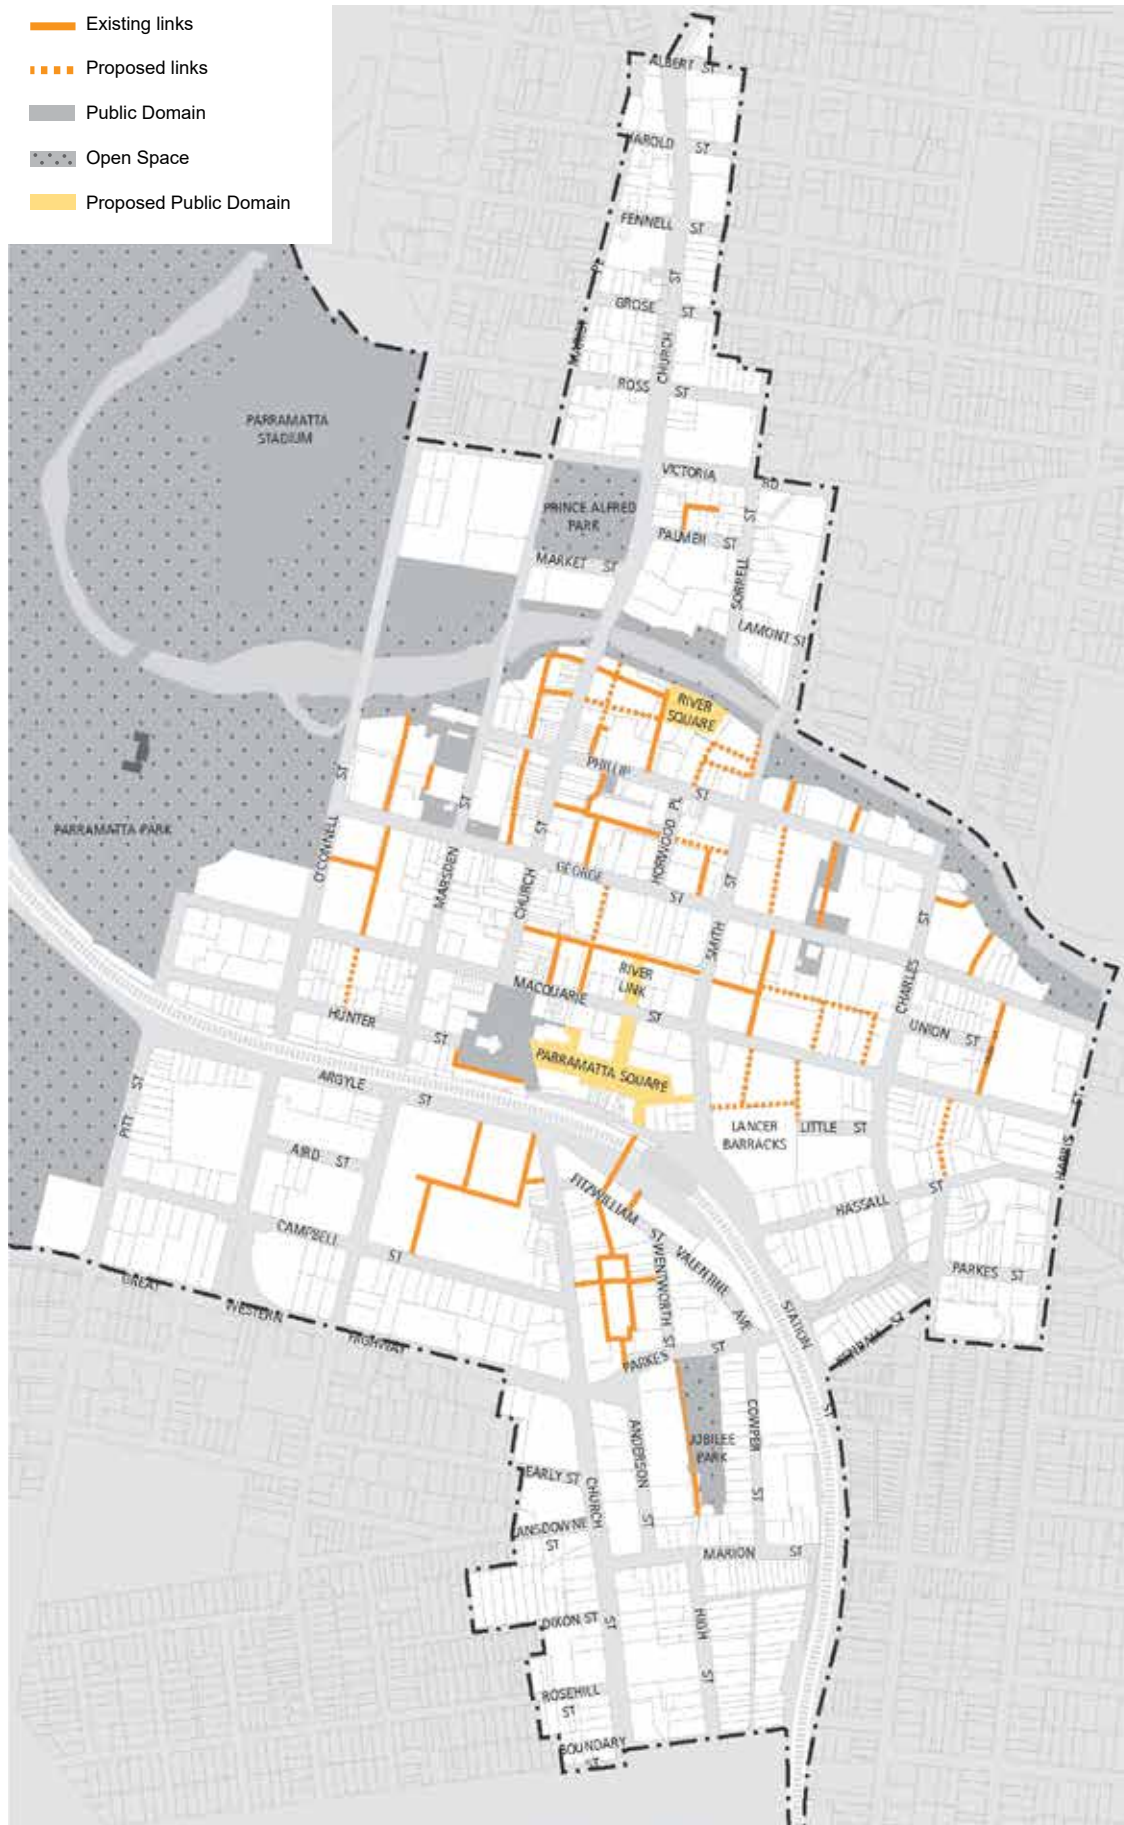 Existing links
Proposed links
Public Domain
Open Space
Proposed Public Domain
ALBERT ST
HAROLD ST
FENNELL ST
PL
ST
GROSE ST
CHURCH
ROSS ST
PARRAMATTA
STADIUM
VICTORIA RD
PRINCE ALFRED
PARK
ST
PALMER ST
MARKET ST
SORRELL
LAMONT ST
RIVER
SQUARE
PHILLIP ST
ST
ST
PARRAMATTA PARK
O'CONNELL
MARSDEN
ST
CHURCH
HORWOOD PL
GEORGE ST
ST
SMITH
ST
CHARLES
RIVER
LINK
MACQUARIE ST
HUNTER ST
UNION ST
PARRAMATTA SQUARE
ARGYLE ST
ST
PITT
LANCER
BARRACKS
LITTLE ST
ST
HARRIS
AIRD ST
FITZWILLIAM ST
HASSALL ST
CAMPBELL ST
WENTWORTH ST
VALENTINE AVE
PARKES ST
STATION ST
GREAT
WESTERN
HIGHWAY
KENDALL ST
PARKES ST
JUBILEE
PARK
COWPER ST
ANDERSON ST
EARLY ST
CHURCH ST
ANSDOWNE
ST
MARION ST
DIXON ST
HIGH ST
ROSEHILL
ST
BOUNDARY
ST